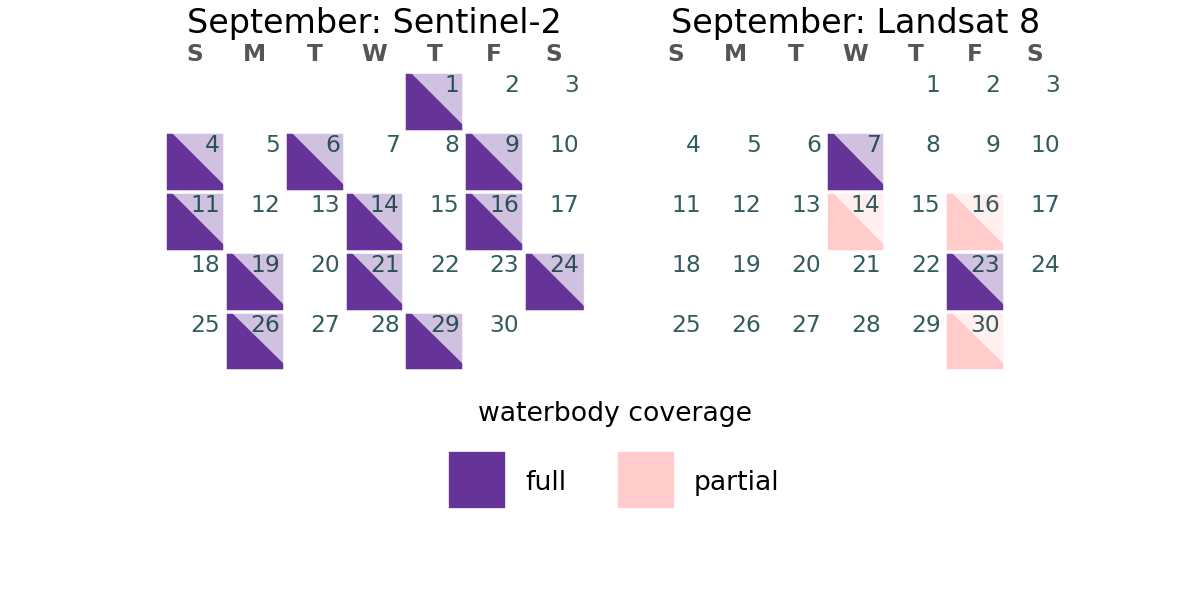 September: Sentinel-2
S M T W T F S
1 2 3
4 5 6 7 8 9 10
11 12 13 14 15 16 17
18 19 20 21 22 23 24
25 26 27 28 29 30
September: Landsat 8
S M T W T F S
1 2 3
4 5 6 7 8 9 10
11 12 13 14 15 16 17
18 19 20 21 22 23 24
25 26 27 28 29 30
waterbody coverage
full partial